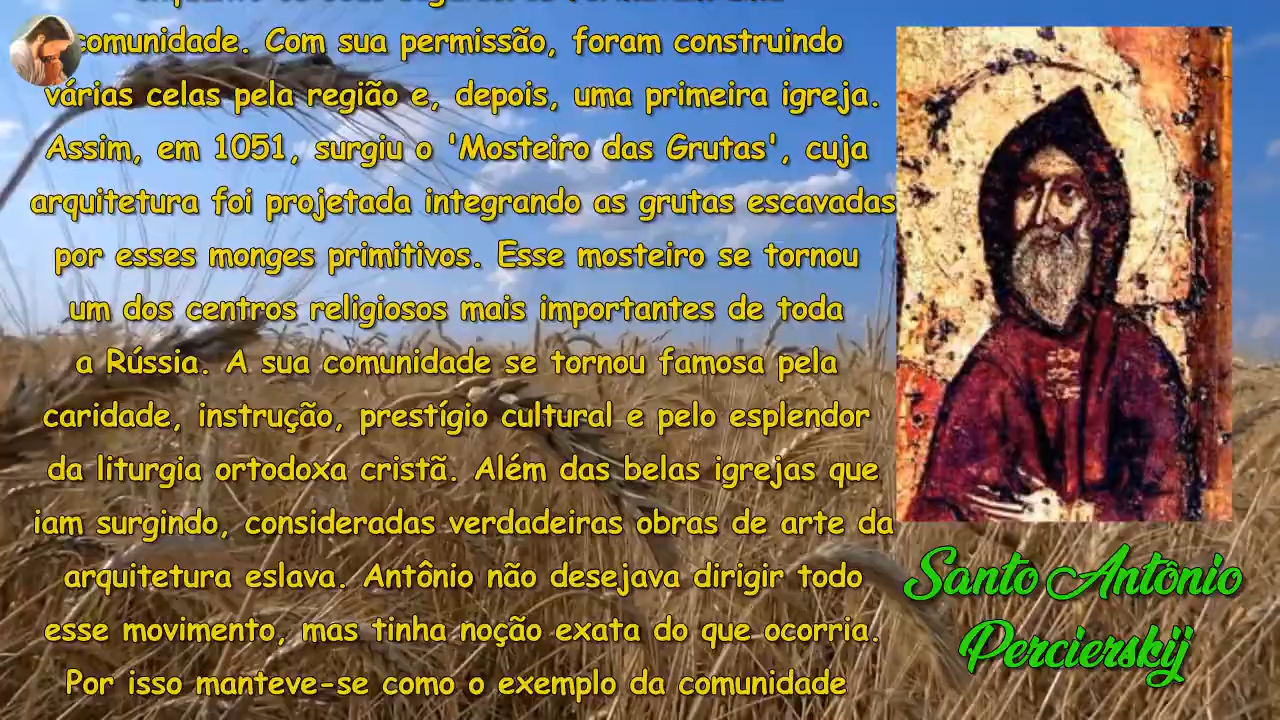 comunidade. Com sua permissão, foram construindo
várias celas pela região e, depois, uma primeira igreja.
Assim, em 1051, surgiu o 'Mosteiro das Grutas', cuja
arquitetura foi projetada integrando as grutas escavadas
por esses monges primitivos. Esse mosteiro se tornou
um dos centros religiosos mais importantes de toda
a Rússia. A sua comunidade se tornou famosa pela
caridade, instrução, prestígio cultural e pelo esplendor
da liturgia ortodoxa cristã. Além das belas igrejas que
iam surgindo, consideradas verdadeiras obras de arte da
arquitetura eslava. Antônio não desejava dirigir todo
esse movimento, mas tinha noção exata do que ocorria.
Por isso manteve-se como o exemplo da comunidade
Santo Antônio
Percierskij